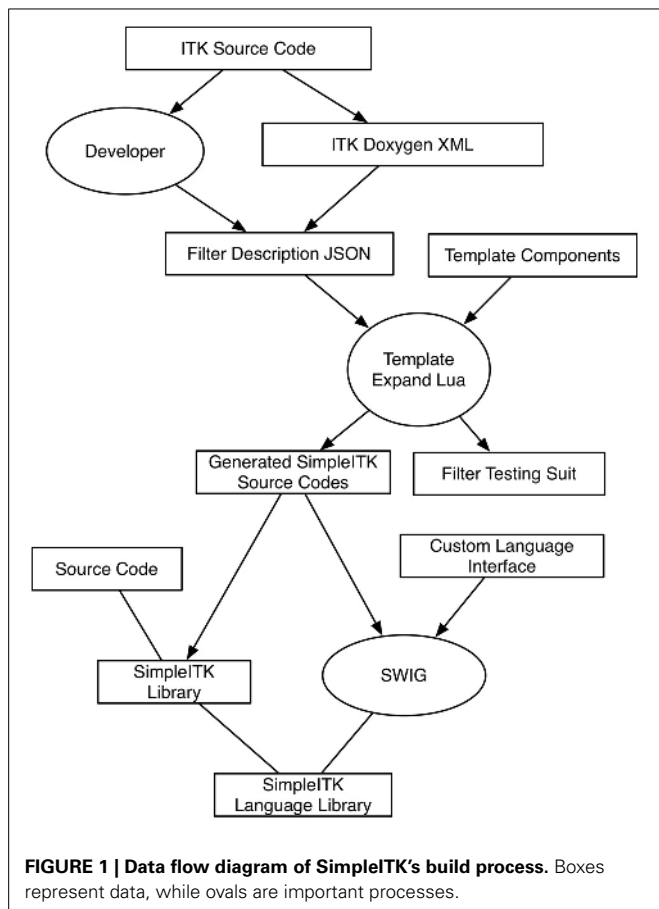 ITK Source Code
Developer
ITK Doxygen XML
Filter Description JSON
Template Components
Template
Expand Lua
Generated SimpleITK
Source Codes
Filter Testing Suit
Source Code
Custom Language
Interface
SimpleITK
Library
SWIG
SimpleITK
Language Library
FIGURE 1 | Data flow diagram of SimpleITK's build process. Boxes
represent data, while ovals are important processes.